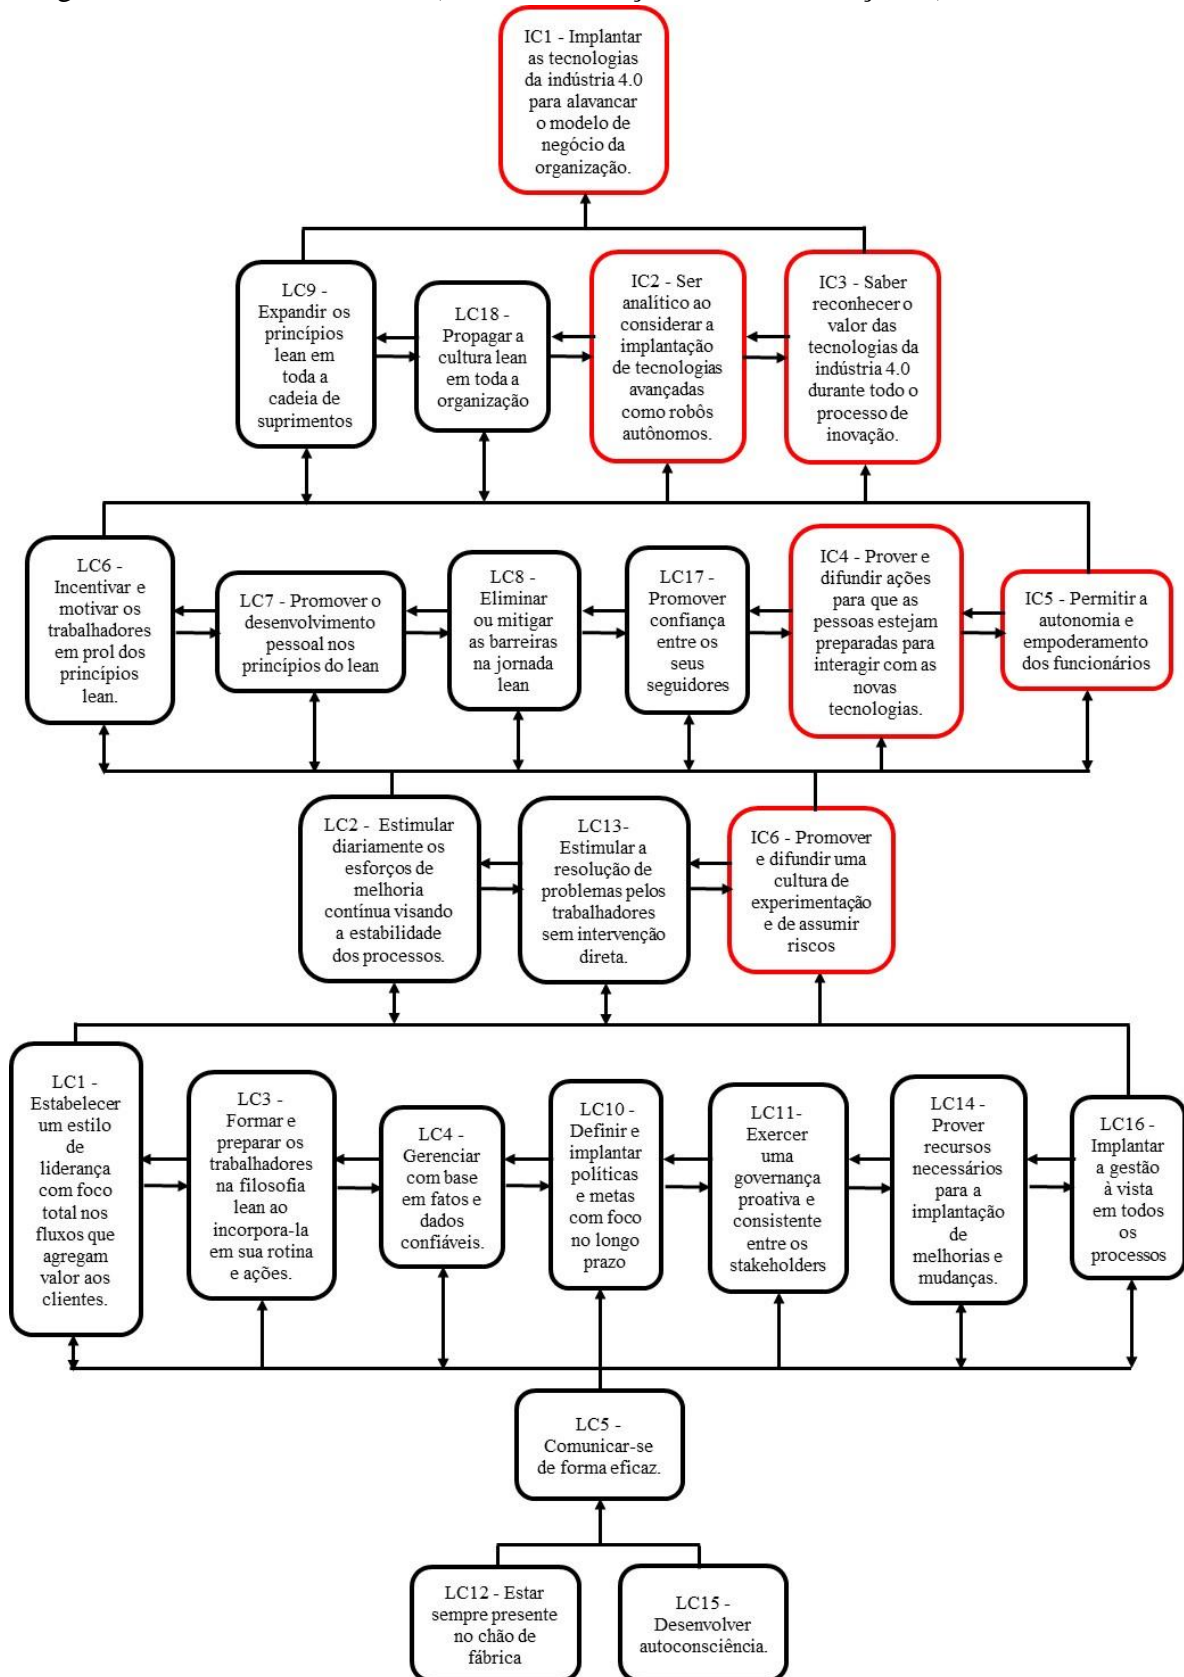 IC1 - Implantar
as tecnologias
da indústria 4.0
para alavancar
o modelo de
negócio da
organização.
LC9 -
Expandir os
princípios
lean em
toda a
cadeia de
suprimentos
LC18 -
Propagar a
cultura lean
em toda a
organização
IC2 - Ser
analítico ao
considerar a
implantação
de tecnologias
avançadas
como robôs
autônomos.
IC3 - Saber
reconhecer o
valor das
tecnologias da
indústria 4.0
durante todo o
processo de
inovação.
LC6 -
Incentivar e
motivar os
trabalhadores
em prol dos
princípios
lean.
LC7 - Promover o
desenvolvimento
pessoal nos
princípios do lean
LC8 -
Eliminar
ou mitigar
as barreiras
na jornada
lean
LC17 -
Promover
confiança
entre os
seus
seguidores
IC4 - Prover e
difundir ações
para que as
pessoas estejam
preparadas para
interagir com as
novas
tecnologias.
IC5 - Permitir a
autonomia e
empoderamento
dos funcionários
LC2 - Estimular
diariamente os
esforços de
melhoria
contínua visando
a estabilidade
dos processos.
LC13-
Estimular a
resolução de
problemas pelos
trabalhadores
sem intervenção
direta.
IC6 - Promover
e difundir uma
cultura de
experimentação
e de assumir
riscos
LC1 -
Estabelecer
um estilo
de
liderança
com foco
total nos
fluxos que
agregam
valor aos
clientes.
LC3 -
Formar e
preparar os
trabalhadores
na filosofia
lean ao
incorpora-la
em sua rotina
e ações.
LC4 -
Gerenciar
com base
em fatos e
dados
confiáveis.
LC10 -
Definir e
implantar
políticas
e metas
com foco
no longo
prazo
LC11-
Exercer
uma
governança
proativa e
consistente
entre os
stakeholders
LC14 -
Prover
recursos
necessários
para a
implantação
de
melhorias e
mudanças.
LC16 -
Implantar
a gestão
à vista
em todos
os
processos
LC5 -
Comunicar-se
de forma eficaz.
LC12 - Estar
sempre presente
no chão de
fábrica
LC15 -
Desenvolver
autoconsciência.